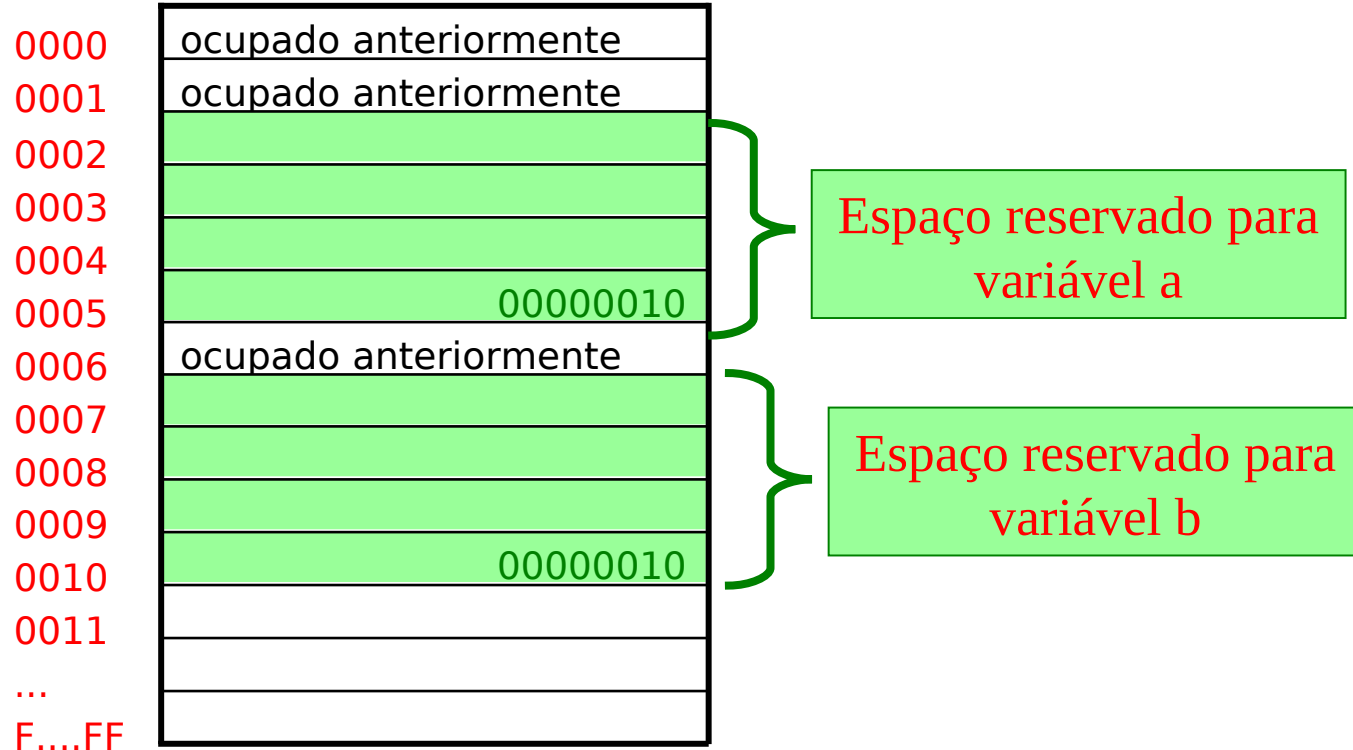 0000 ocupado anteriormente
0001 ocupado anteriormente
0002
0003
0004
0005 00000010
0006 ocupado anteriormente
0007
0008
0009
0010 00000010
0011
...
F....FF
Espaço reservado para
variável a
Espaço reservado para
variável b